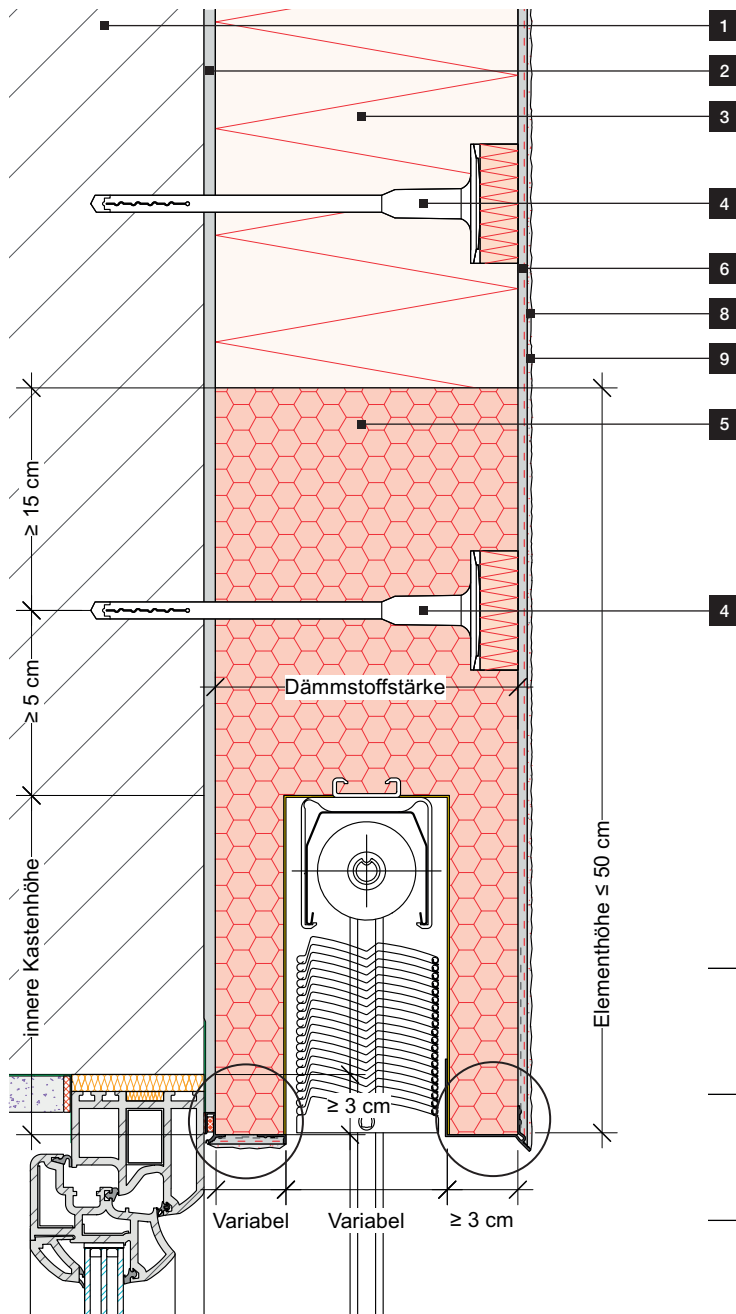 1
2
3
4
6
8
9
5
≥ 15 cm
4
≥ 5 cm
Dämmstoffstärke
innere Kastenhöhe
Elementhöhe ≤ 50 cm
≥ 3 cm
Variabel
Variabel
≥ 3 cm